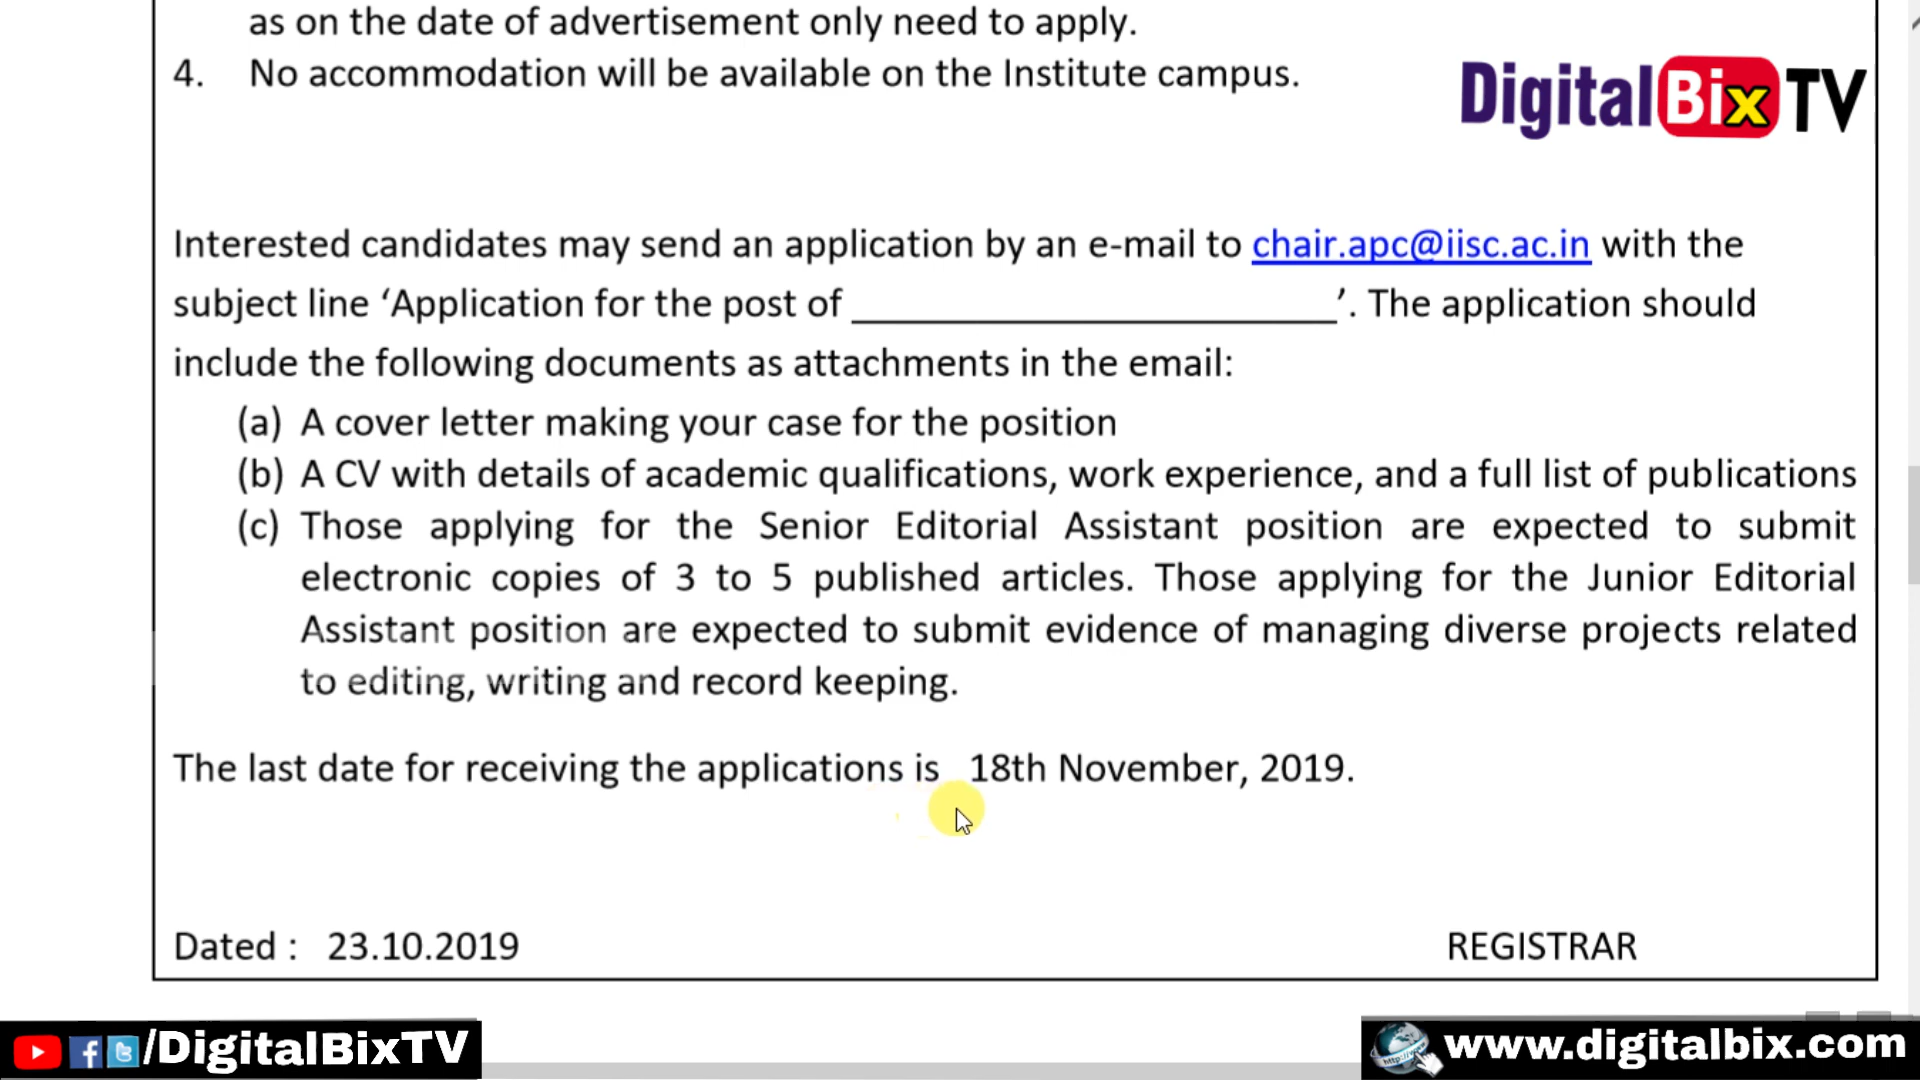 as on the date of advertisement only need to apply.
4. No accommodation will be available on the Institute campus.
DigitalBixTV
Interested candidates may send an application by an e-mail to chair.apc@iisc.ac.in with the
subject line ‘Application for the post of ______________________’. The application should
include the following documents as attachments in the email:
(a) A cover letter making your case for the position
(b) A CV with details of academic qualifications, work experience, and a full list of publications
(c) Those applying for the Senior Editorial Assistant position are expected to submit
electronic copies of 3 to 5 published articles. Those applying for the Junior Editorial
Assistant position are expected to submit evidence of managing diverse projects related
to editing, writing and record keeping.
The last date for receiving the applications is 18th November, 2019.
Dated : 23.10.2019 REGISTRAR
/DigitalBixTV
www.digitalbix.com